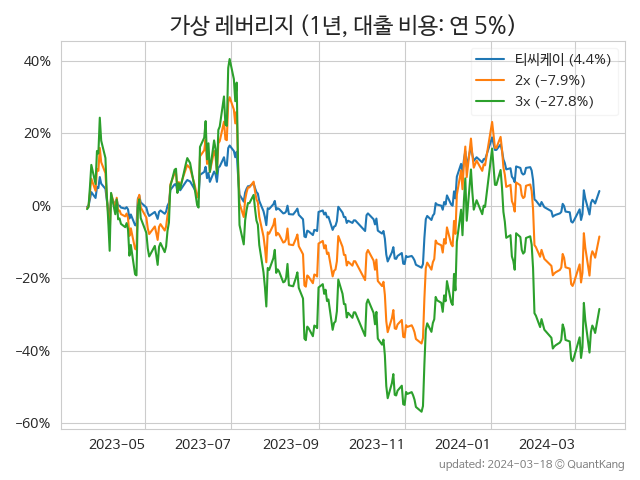 가상 레버리지 (1년, 대출 비용: 연 5%)
티씨케이 (4.4%)
2x (−7.9%)
3x (−27.8%)
40%
20%
0%
−20%
−40%
−60%
2023−05 2023−07 2023−09 2023−11 2024−01 2024−03
updated: 2024−03−18 © QuantKang